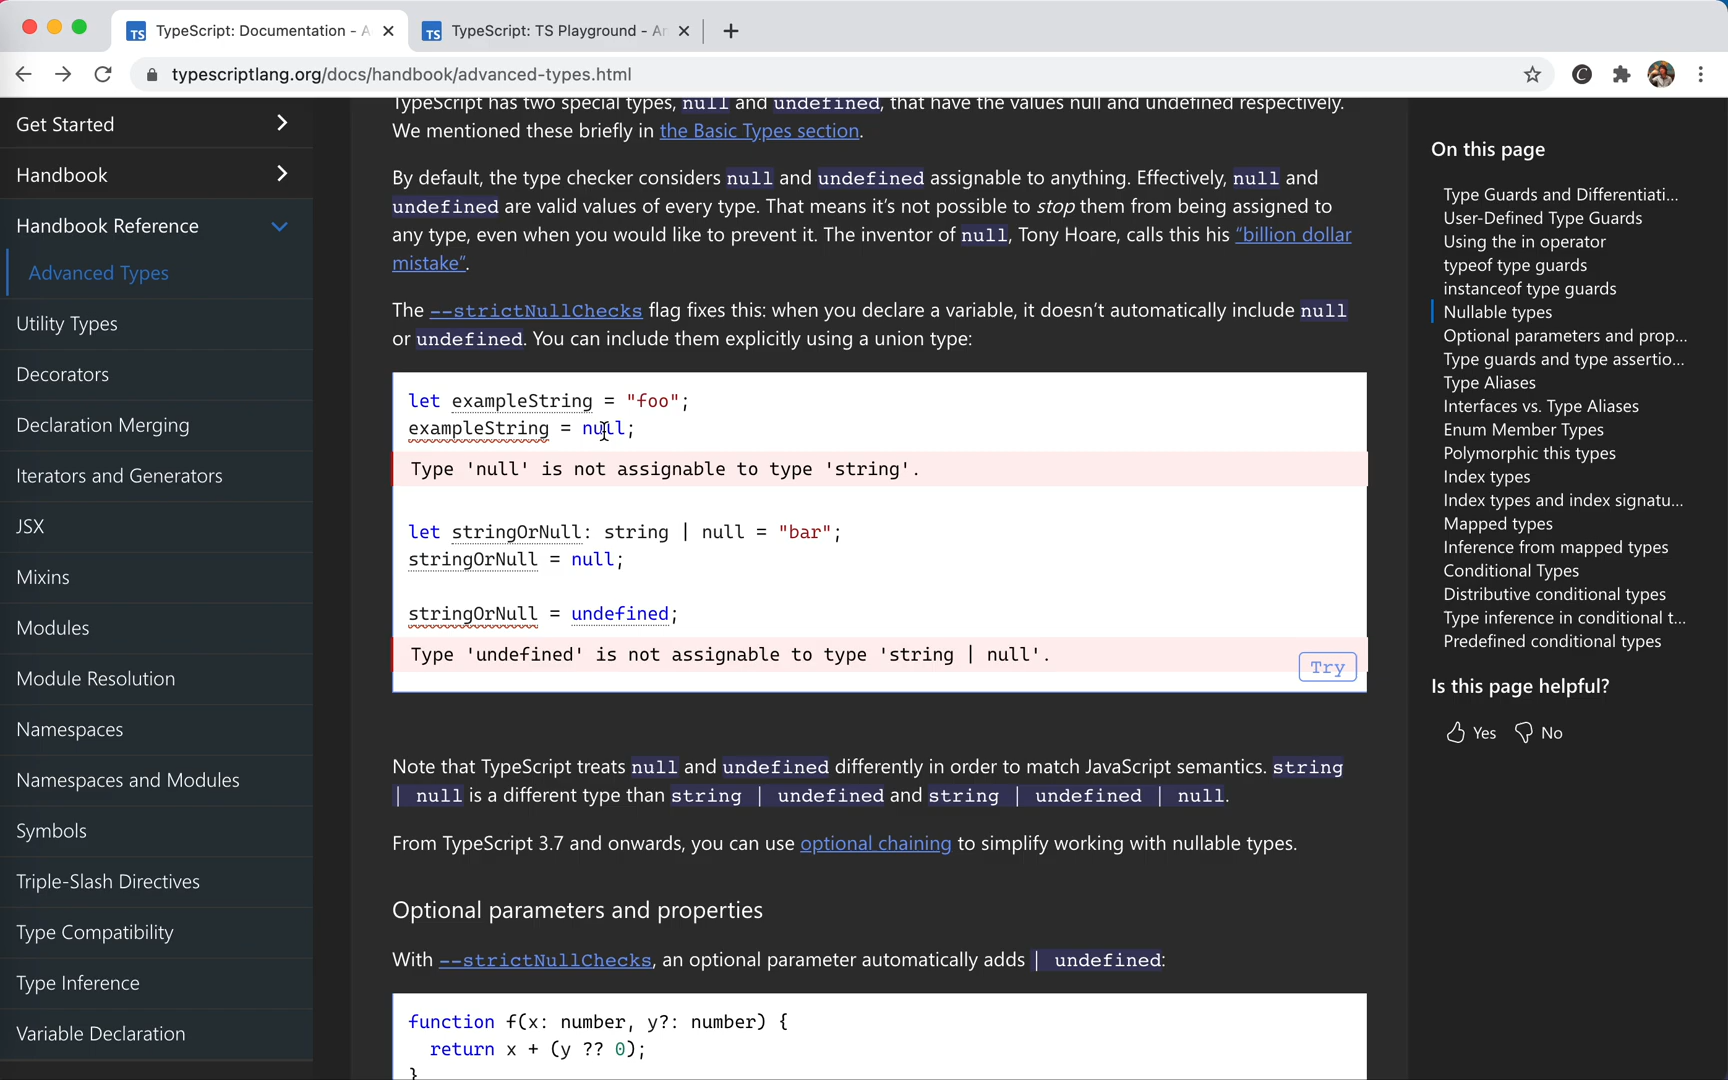 TypeScript: Documentation - A
TypeScript: TS Playground - An
typescriptlang.org/docs/handbook/advanced-types.html
Get Started
Handbook
Handbook Reference
Advanced Types
Utility Types
Decorators
Declaration Merging
Iterators and Generators
JSX
Mixins
Modules
Module Resolution
Namespaces
Namespaces and Modules
Symbols
Triple-Slash Directives
Type Compatibility
Type Inference
Variable Declaration
TypeScript has two special types, null and undefined, that have the values null and undefined respectively.
We mentioned these briefly in the Basic Types section.
By default, the type checker considers null and undefined assignable to anything. Effectively, null and
undefined are valid values of every type. That means it’s not possible to stop them from being assigned to
any type, even when you would like to prevent it. The inventor of null, Tony Hoare, calls this his “billion dollar
mistake”.
The --strictNullChecks flag fixes this: when you declare a variable, it doesn’t automatically include null
or undefined. You can include them explicitly using a union type:
let exampleString = "foo";
exampleString = null;
Type 'null' is not assignable to type 'string'.
let stringOrNull: string | null = "bar";
stringOrNull = null;
stringOrNull = undefined;
Type 'undefined' is not assignable to type 'string | null'.
Try
Note that TypeScript treats null and undefined differently in order to match JavaScript semantics. string
| null is a different type than string | undefined and string | undefined | null.
From TypeScript 3.7 and onwards, you can use optional chaining to simplify working with nullable types.
Optional parameters and properties
With --strictNullChecks, an optional parameter automatically adds | undefined:
function f(x: number, y?: number) {
return x + (y ?? 0);
}
On this page
Type Guards and Differentiati...
User-Defined Type Guards
Using the in operator
typeof type guards
instanceof type guards
Nullable types
Optional parameters and prop...
Type guards and type assertio...
Type Aliases
Interfaces vs. Type Aliases
Enum Member Types
Polymorphic this types
Index types
Index types and index signatu...
Mapped types
Inference from mapped types
Conditional Types
Distributive conditional types
Type inference in conditional t...
Predefined conditional types
Is this page helpful?
Yes No